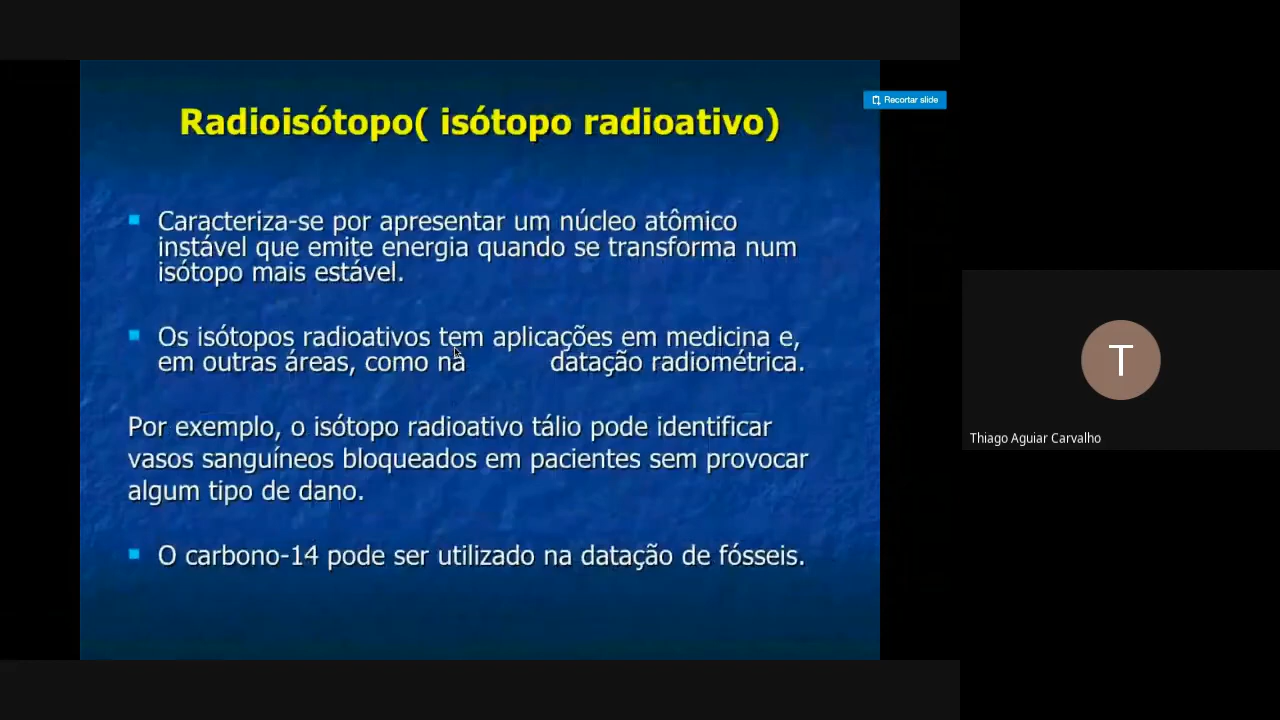 Recortar slide
Radioisótopo( isótopo radioativo)
Caracteriza-se por apresentar um núcleo atômico
instável que emite energia quando se transforma num
isótopo mais estável.
Os isótopos radioativos tem aplicações em medicina e,
em outras áreas, como na datação radiométrica.
Por exemplo, o isótopo radioativo tálio pode identificar
vasos sanguíneos bloqueados em pacientes sem provocar
algum tipo de dano.
O carbono-14 pode ser utilizado na datação de fósseis.
T
Thiago Aguiar Carvalho